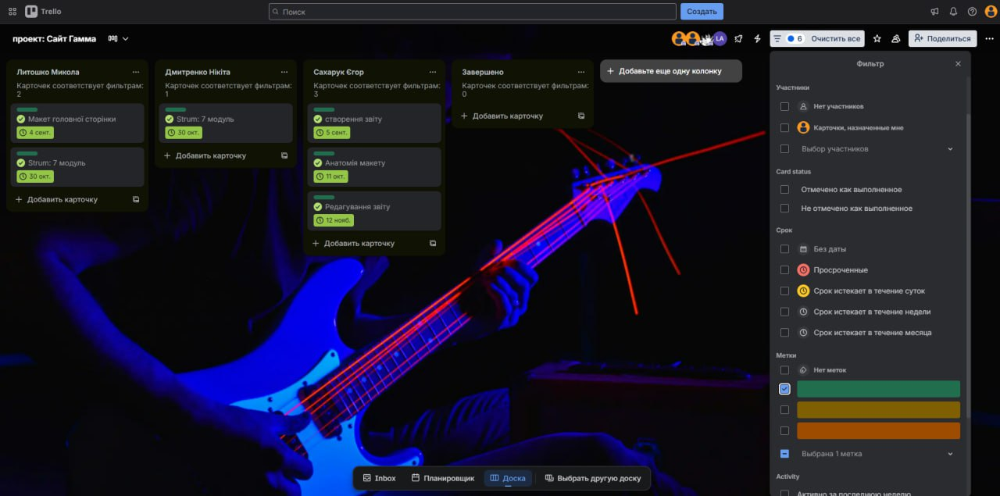 Trello
Поиск
Создать
проект: Сайт Гамма
LA
6
Очистить все
Поделиться
Литошко Микола
Карточек соответствует фильтрам:
2
Макет головної сторінки
4 сент.
Strum: 7 модуль
30 окт.
Добавить карточку
Дмитренко Нікіта
Карточек соответствует фильтрам:
1
Strum: 7 модуль
30 окт.
Добавить карточку
Сахарук Єгор
Карточек соответствует фильтрам:
3
створення звіту
5 сент.
Анатомія макету
11 окт.
Редагування звіту
12 нояб.
Добавить карточку
Завершено
Карточек соответствует фильтрам:
0
Добавить карточку
Добавьте еще одну колонку
Фильтр
Участники
Нет участников
Карточки, назначенные мне
Выбор участников
Card status
Отмечено как выполненное
Не отмечено как выполненное
Срок
Без даты
Просроченные
Срок истекает в течение суток
Срок истекает в течение недели
Срок истекает в течение месяца
Метки
Нет меток
Выбрана 1 метка
Activity
Активно за последнюю неделю
Inbox
Планировщик
Доска
Выбрать другую доску